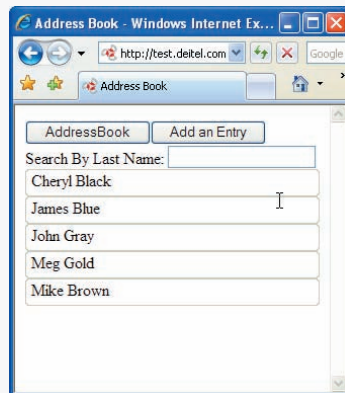 Address Book - Windows Internet Ex...
http://test.deitel.com
Google
Address Book
AddressBook
Add an Entry
Search By Last Name:
Cheryl Black
James Blue
John Gray
Meg Gold
Mike Brown